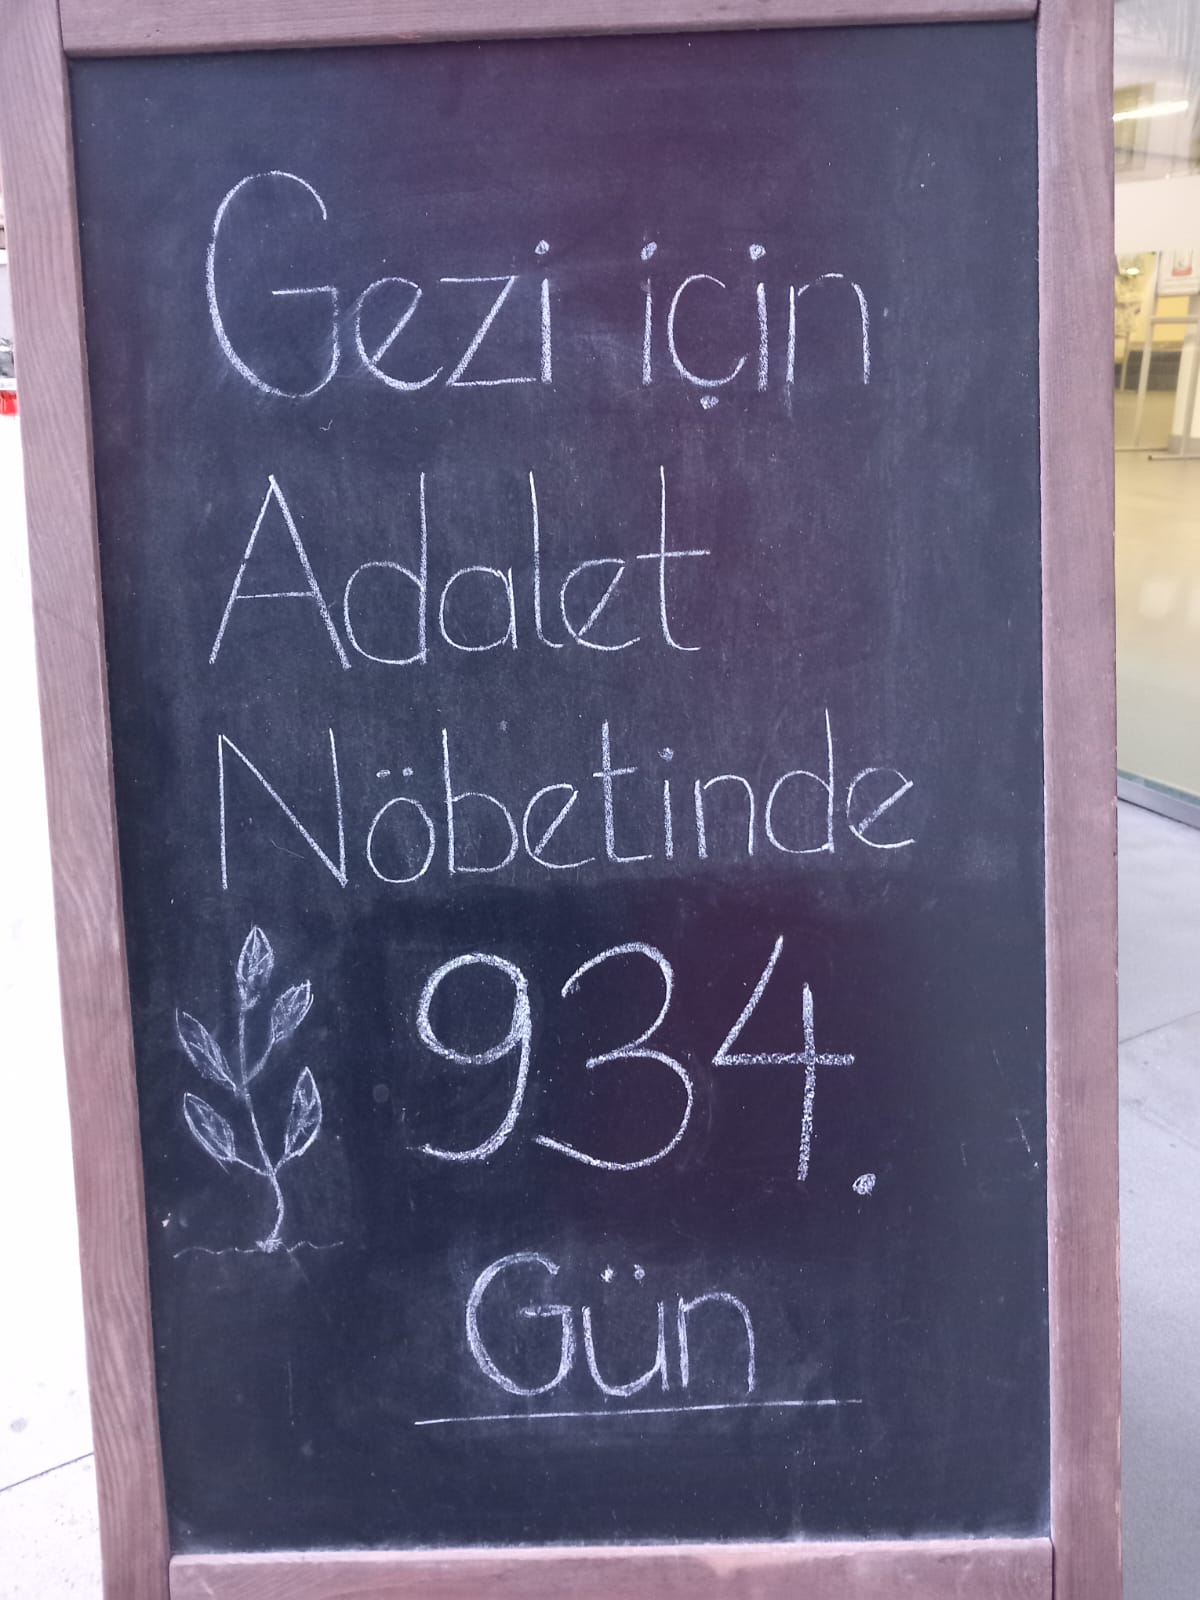 Gezi için
Adalet
Nöbetinde
934.
Gün